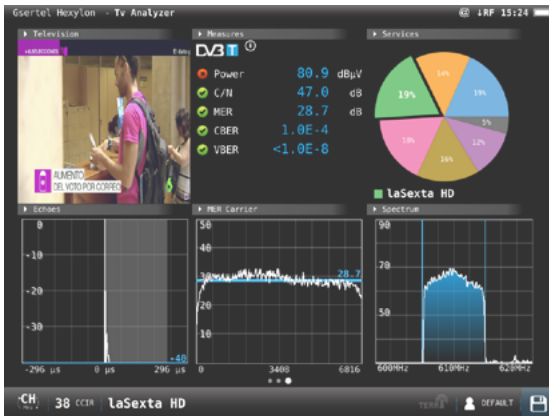 Gsertel Hexylon - Tv Analyzer
@ ↓RF 15:24
Television
Measures
Services
DVB T
Power 80.9 dBµV
C/N 47.0 dB
MER 28.7 dB
CBER 1.0E-4
VBER <1.0E-8
14%
19%
19%
5%
12%
16%
AUMENTO
DEL VOTO POR CORREO
laSexta HD
Echoes
MER Carrier
Spectrum
0
-10
-20
-30
-40
-296 µs 0 µs 296 µs
50
40
30
20
10
28.7
0 3408 6816
90
70
50
600MHz 610MHz 620MHz
CH 38 CCIR laSexta HD
TERR
DEFAULT